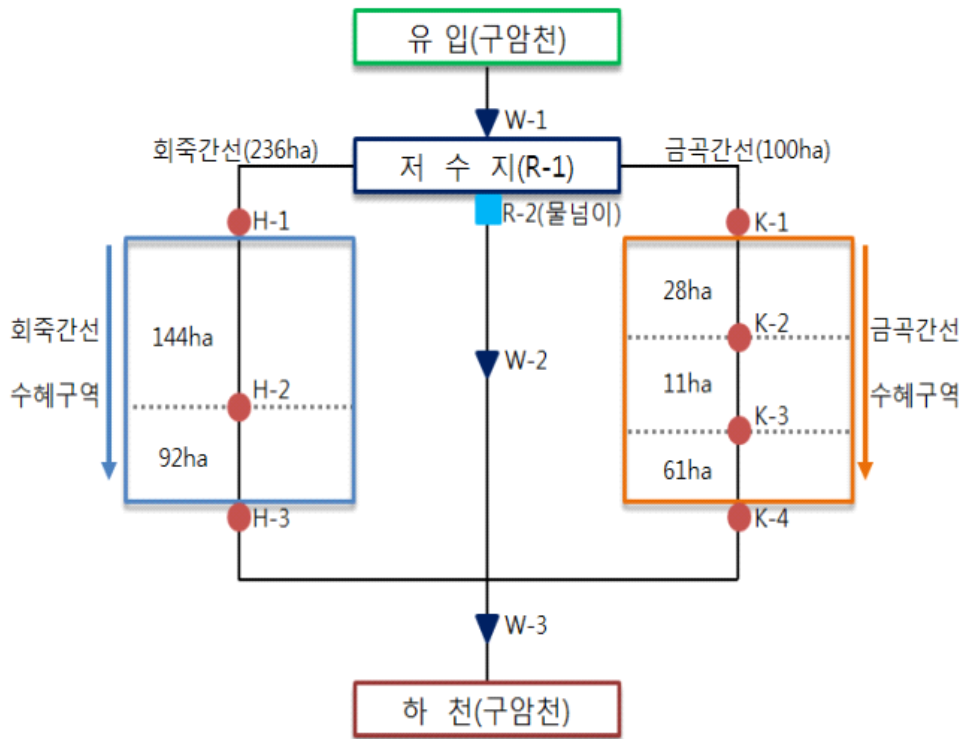 유 입(구암천)
W-1
회죽간선(236ha)
저 수 지(R-1)
금곡간선(100ha)
R-2(물넘이)
H-1
K-1
회죽간선
수혜구역
144ha
H-2
92ha
H-3
W-2
28ha
K-2
11ha
K-3
61ha
K-4
금곡간선
수혜구역
W-3
하 천(구암천)